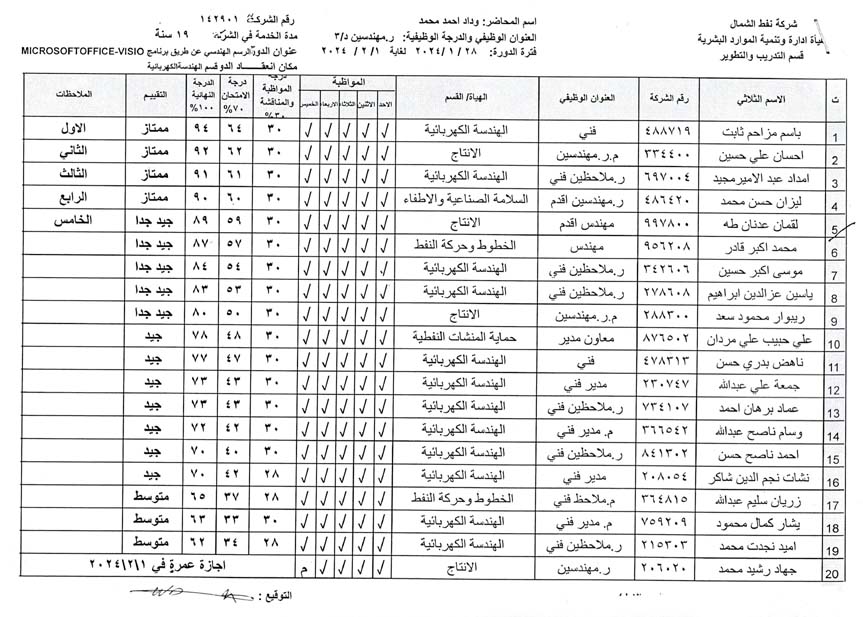 شركة نفط الشمال
هيأة ادارة وتنمية الموارد البشرية
قسم التدريب والتطوير
اسم المحاضر: وداد احمد محمد
العنوان الوظيفي والدرجة الوظيفية: ر.مهندسين د/٣
فترة الدورة: ٢٨ / ١ / ٢٠٢٤ لغاية ١ / ٢ / ٢٠٢٤
رقم الشركة: ١٤٢٩٠١
مدة الخدمة في الشركة ١٩ سنة
عنوان الدورة الرسم الهندسي عن طريق برنامج MICROSOFTOFFICE-VISIO
مكان انعقـــاد الدو قسم الهندسة الكهربائية
ت | الاسم الثلاثي | رقم الشركة | العنوان الوظيفي | الهيأة/ القسم | المواظبة | درجة المواظبة والمناقشة ٣٠% | درجة الامتحان ٧٠% | الدرجة النهائية ١٠٠% | التقييم | الملاحظات
الاحد | الاثنين | الثلاثاء | الاربعاء | الخميس
1 | باسم مزاحم ثابت | ٤٨٨٧١٩ | فني | الهندسة الكهربائية | √ | √ | √ | √ | √ | ٣٠ | ٦٤ | ٩٤ | ممتاز | الاول
2 | احسان علي حسين | ٣٣٤٤٠٠ | م.ر.مهندسين | الانتاج | √ | √ | √ | √ | √ | ٣٠ | ٦٢ | ٩٢ | ممتاز | الثاني
3 | امداد عبد الاميرمجيد | ٦٩٧٠٠٤ | ر.ملاحظين فني | الهندسة الكهربائية | √ | √ | √ | √ | √ | ٣٠ | ٦١ | ٩١ | ممتاز | الثالث
4 | ليزان حسن محمد | ٤٨٦٤٢٠ | ر.مهندسين اقدم | السلامة الصناعية والاطفاء | √ | √ | √ | √ | √ | ٣٠ | ٦٠ | ٩٠ | ممتاز | الرابع
5 | لقمان عدنان طه | ٩٩٧٨٠٠ | مهندس اقدم | الانتاج | √ | √ | √ | √ | √ | ٣٠ | ٥٩ | ٨٩ | جيد جدا | الخامس
6 | محمد اكبر قادر | ٩٥٦٢٠٨ | مهندس | الخطوط وحركة النفط | √ | √ | √ | √ | √ | ٣٠ | ٥٧ | ٨٧ | جيد جدا
7 | موسى اكبر حسين | ٣٤٢٦٠٦ | ر.ملاحظين فني | الهندسة الكهربائية | √ | √ | √ | √ | √ | ٣٠ | ٥٤ | ٨٤ | جيد جدا
8 | ياسين عزالدين ابراهيم | ٢٧٨٦٠٨ | ر.ملاحظين فني | الهندسة الكهربائية | √ | √ | √ | √ | √ | ٣٠ | ٥٣ | ٨٣ | جيد جدا
9 | ريبوار محمود سعد | ٢٨٨٣٠٠ | ر.مهندسين | الانتاج | √ | √ | √ | √ | √ | ٣٠ | ٥٠ | ٨٠ | جيد جدا
10 | علي حبيب علي مردان | ٨٧٦٥٠٢ | معاون مدير | حماية المنشات النفطية | √ | √ | √ | √ | √ | ٣٠ | ٤٨ | ٧٨ | جيد
11 | ناهض بدري حسن | ٤٧٨٣١٣ | فني | الهندسة الكهربائية | √ | √ | √ | √ | √ | ٣٠ | ٤٧ | ٧٧ | جيد
12 | جمعة علي عبدالله | ٢٣٠٧٤٧ | مدير فني | الهندسة الكهربائية | √ | √ | √ | √ | √ | ٣٠ | ٤٣ | ٧٣ | جيد
13 | عماد برهان احمد | ٧٣٤١٠٧ | ر.ملاحظين فني | الهندسة الكهربائية | √ | √ | √ | √ | √ | ٣٠ | ٤٣ | ٧٣ | جيد
14 | وسام ناصح عبدالله | ٣٦٦٥٤٢ | م. مدير فني | الهندسة الكهربائية | √ | √ | √ | √ | √ | ٣٠ | ٤٢ | ٧٢ | جيد
15 | احمد ناصح حسن | ٨٤١٣٠٢ | ر.ملاحظ فني | الهندسة الكهربائية | √ | √ | √ | √ | √ | ٣٠ | ٤٠ | ٧٠ | جيد
16 | نشات نجم الدين شاكر | ٢٠٨٠٥٤ | مدير فني | الهندسة الكهربائية | √ | √ | √ | √ | √ | ٢٨ | ٤٢ | ٧٠ | جيد
17 | زريان سليم عبدالله | ٣٦٤٨١٥ | م.ملاحظ فني | الخطوط وحركة النفط | √ | √ | √ | √ | √ | ٢٨ | ٣٧ | ٦٥ | متوسط
18 | يشار كمال محمود | ٧٥٩٢٠٩ | م.مدير فني | الهندسة الكهربائية | √ | √ | √ | √ | √ | ٣٠ | ٣٣ | ٦٣ | متوسط
19 | اميد نجدت محمد | ٢١٥٣٠٣ | ر.ملاحظين فني | الهندسة الكهربائية | √ | √ | √ | √ | √ | ٢٨ | ٣٤ | ٦٢ | متوسط
20 | جهاد رشيد محمد | ٢٠٦٠٢٠ | ر.مهندسين | الانتاج | √ | √ | √ | √ | م | اجازة عمرة في ٢٠٢٤/٢/١
التوقيع :